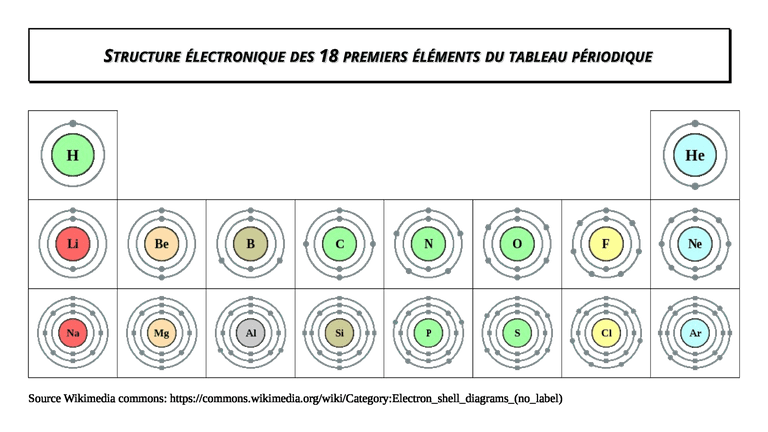 STRUCTURE ÉLECTRONIQUE DES 18 PREMIERS ÉLÉMENTS DU TABLEAU PÉRIODIQUE
H He
Li Be B C N O F Ne
Na Mg Al Si P S Cl Ar
Source Wikimedia commons: https://commons.wikimedia.org/wiki/Category:Electron_shell_diagrams_(no_label)